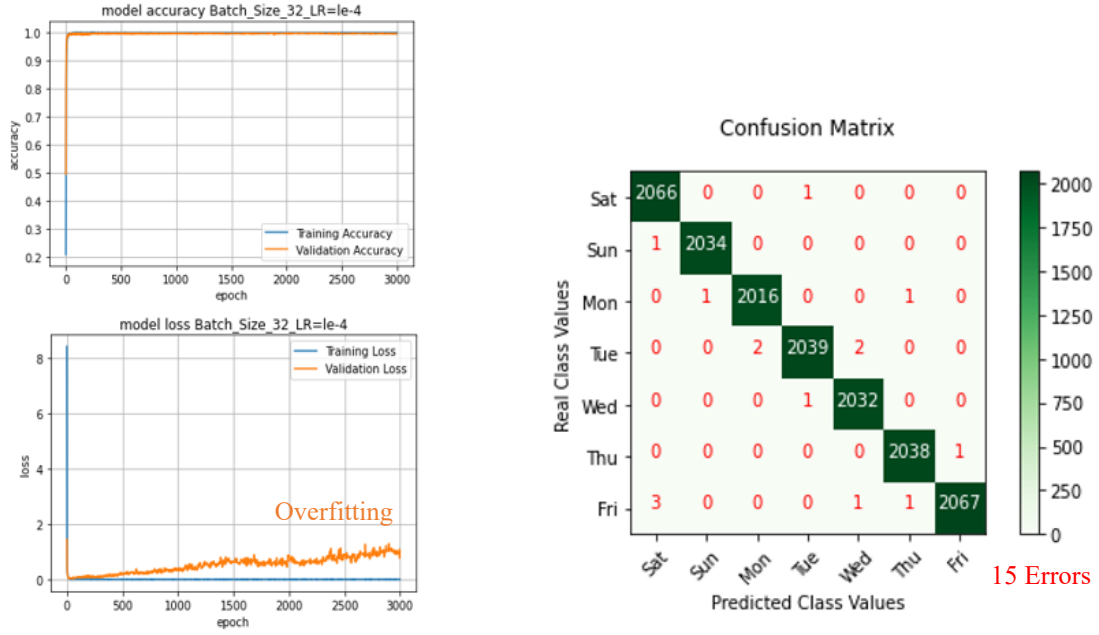 model accuracy Batch_Size_32_LR=le-4
1.0
0.9
0.8
0.7
0.6
0.5
0.4
0.3
0.2
accuracy
Training Accuracy
Validation Accuracy
0 500 1000 1500 2000 2500 3000
epoch
model loss Batch_Size_32_LR=le-4
8
6
4
2
0
loss
Training Loss
Validation Loss
Overfitting
0 500 1000 1500 2000 2500 3000
epoch
Confusion Matrix
Real Class Values
Sat 2066 0 0 1 0 0 0
Sun 1 2034 0 0 0 0 0
Mon 0 1 2016 0 0 1 0
Tue 0 0 2 2039 2 0 0
Wed 0 0 0 1 2032 0 0
Thu 0 0 0 0 0 2038 1
Fri 3 0 0 0 1 1 2067
Sat Sun Mon Tue Wed Thu Fri
Predicted Class Values
2000
1750
1500
1250
1000
750
500
250
0
15 Errors